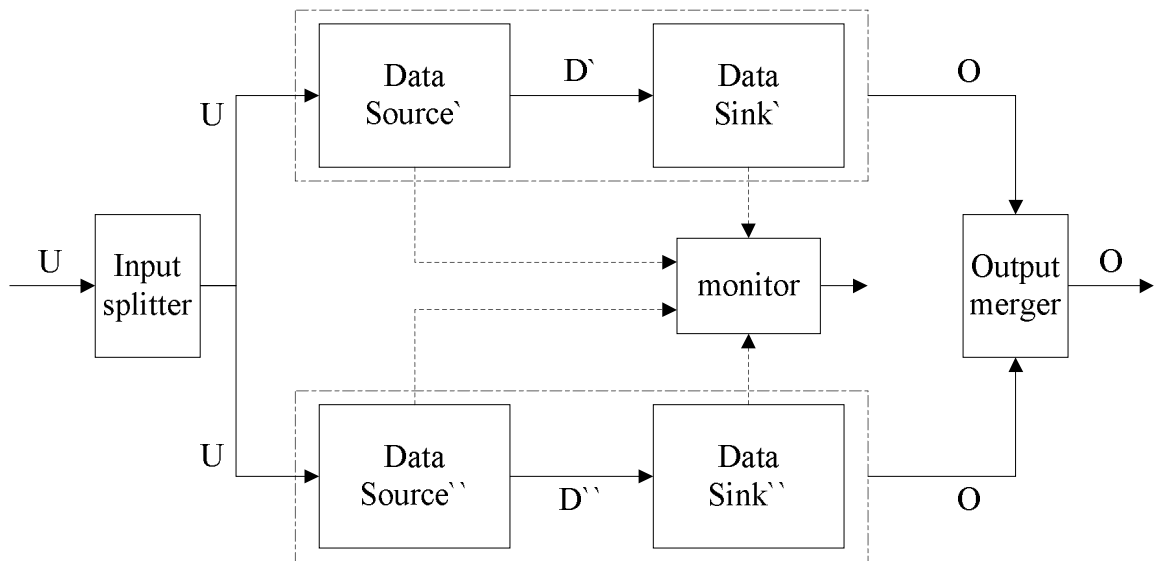 Data
Source`
D`
Data
Sink`
O
U
U
Input
splitter
monitor
Output
merger
O
U
Data
Source``
D``
Data
Sink``
O